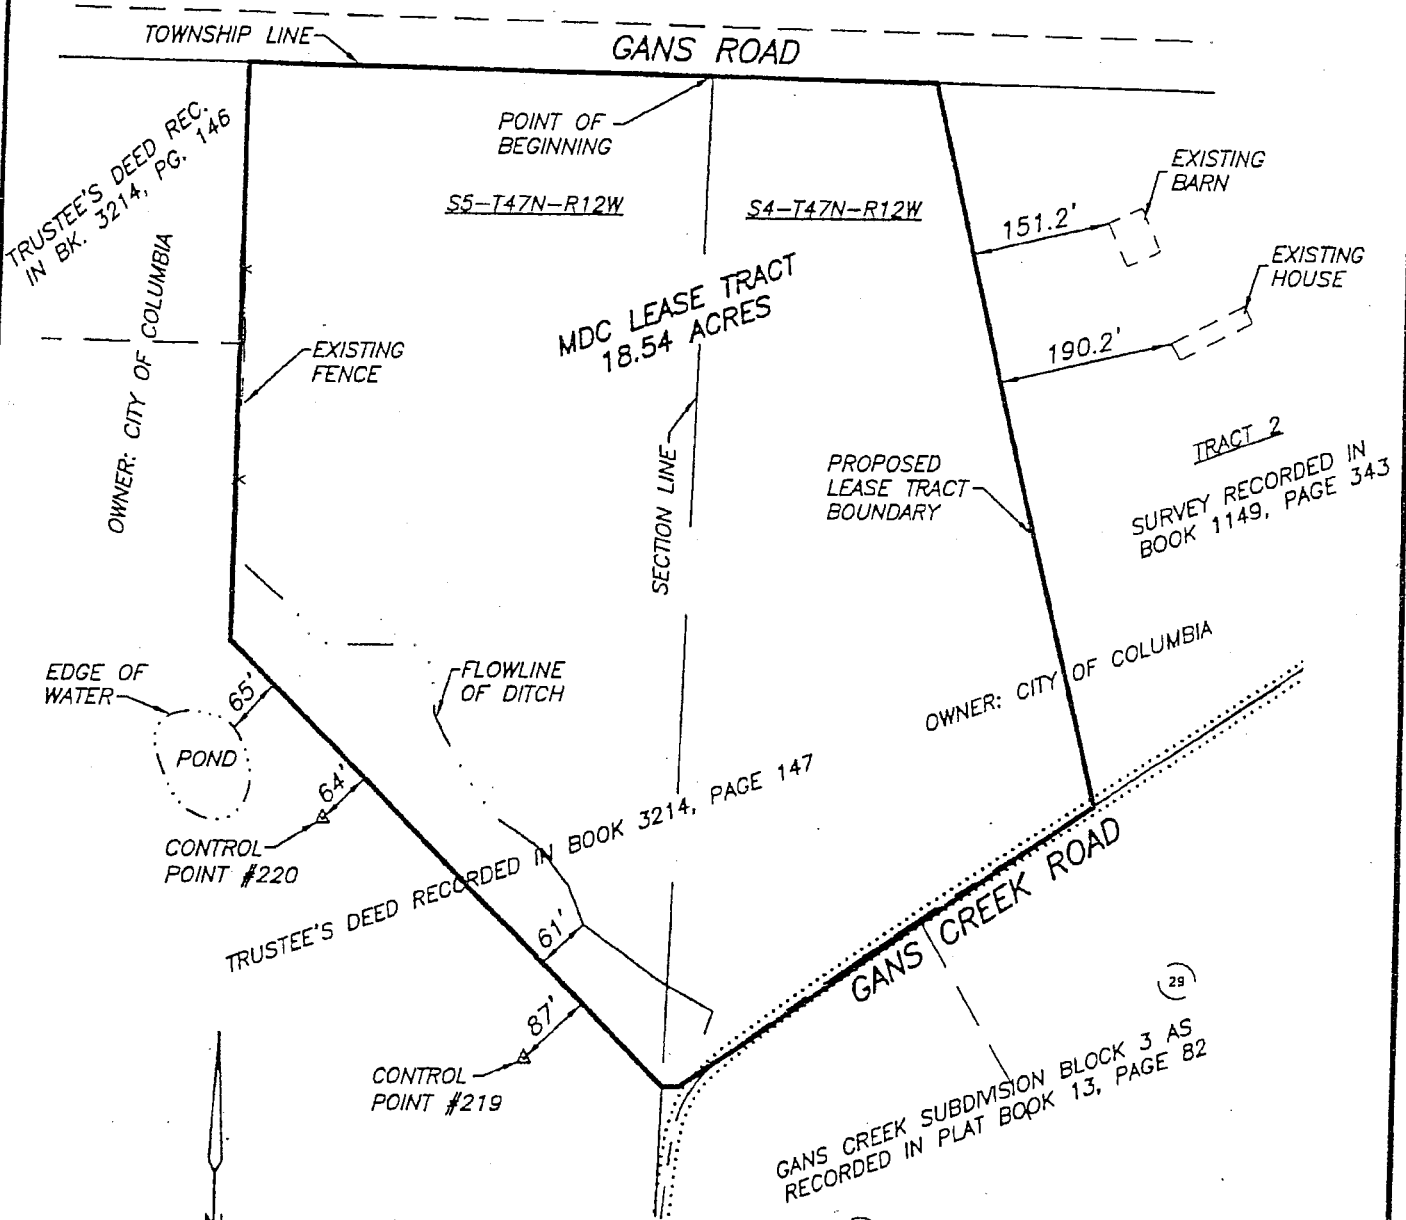 TOWNSHIP LINE
GANS ROAD
TRUSTEE'S DEED REC.
IN BK. 3214, PG. 146
POINT OF
BEGINNING
EXISTING
BARN
S5-T47N-R12W
S4-T47N-R12W
151.2'
OWNER: CITY OF COLUMBIA
EXISTING
HOUSE
MDC LEASE TRACT
18.54 ACRES
190.2'
EXISTING
FENCE
TRACT 2
SURVEY RECORDED IN
BOOK 1149, PAGE 343
SECTION LINE
PROPOSED
LEASE TRACT
BOUNDARY
OWNER: CITY OF COLUMBIA
EDGE OF
WATER
65'
FLOWLINE
OF DITCH
POND
64'
CONTROL
POINT #220
TRUSTEE'S DEED RECORDED IN BOOK 3214, PAGE 147
61'
GANS CREEK ROAD
29
87'
CONTROL
POINT #219
GANS CREEK SUBDIVISION BLOCK 3 AS
RECORDED IN PLAT BOOK 13, PAGE 82